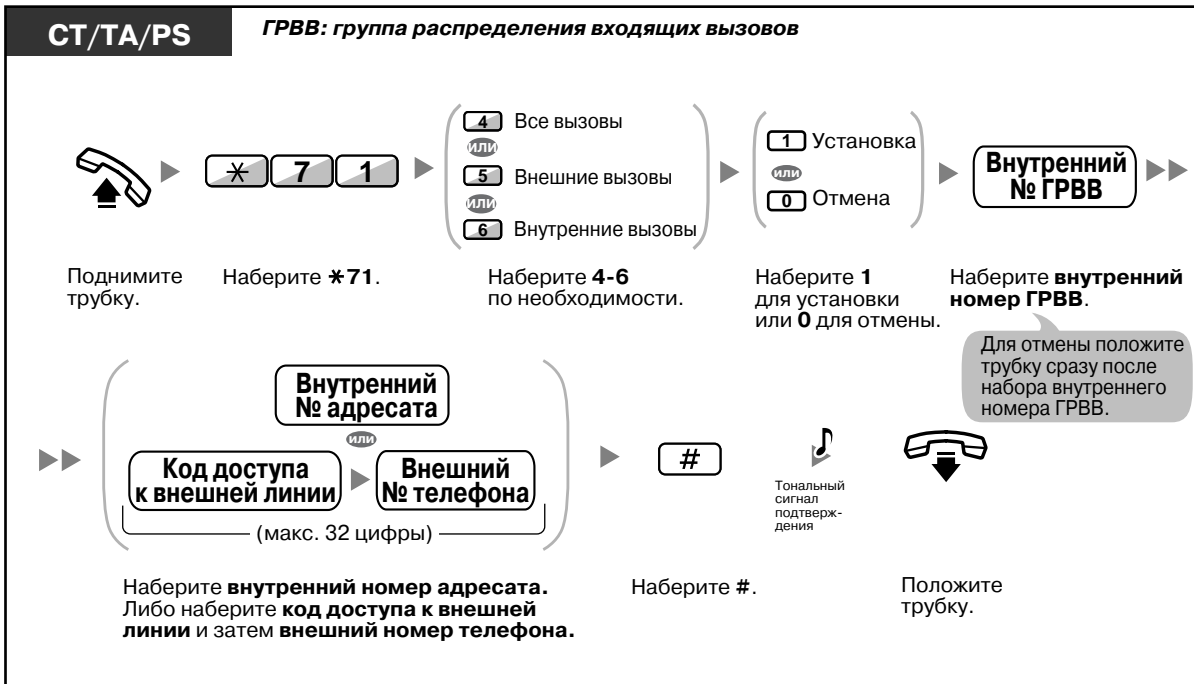 CT/TA/PS
ГРВВ: группа распределения входящих вызовов
✳ 7 1
4 Все вызовы
или
5 Внешние вызовы
или
6 Внутренние вызовы
1 Установка
или
0 Отмена
Внутренний
№ ГРВВ
Поднимите
трубку.
Наберите ✳71.
Наберите 4-6
по необходимости.
Наберите 1
для установки
или 0 для отмены.
Наберите внутренний
номер ГРВВ.
Для отмены положите
трубку сразу после
набора внутреннего
номера ГРВВ.
Внутренний
№ адресата
или
Код доступа
к внешней линии
Внешний
№ телефона
(макс. 32 цифры)
#
Тональный
сигнал
подтверж-
дения
Наберите внутренний номер адресата.
Либо наберите код доступа к внешней
линии и затем внешний номер телефона.
Наберите #.
Положите
трубку.